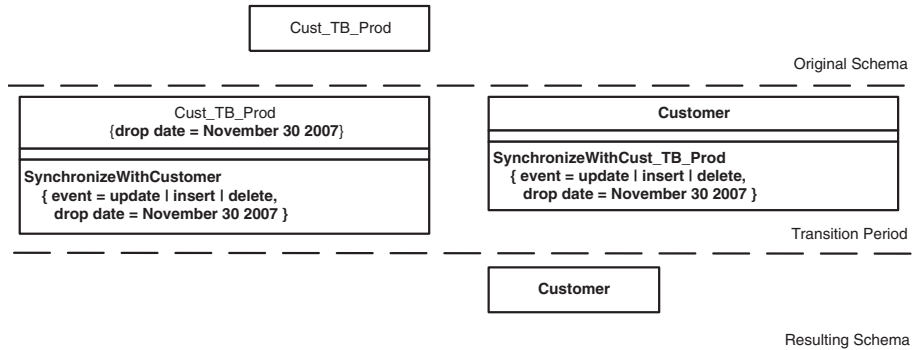 Cust_TB_Prod
Original Schema
Cust_TB_Prod
{drop date = November 30 2007}
SynchronizeWithCustomer
{ event = update | insert | delete,
drop date = November 30 2007 }
Customer
SynchronizeWithCust_TB_Prod
{ event = update | insert | delete,
drop date = November 30 2007 }
Transition Period
Customer
Resulting Schema